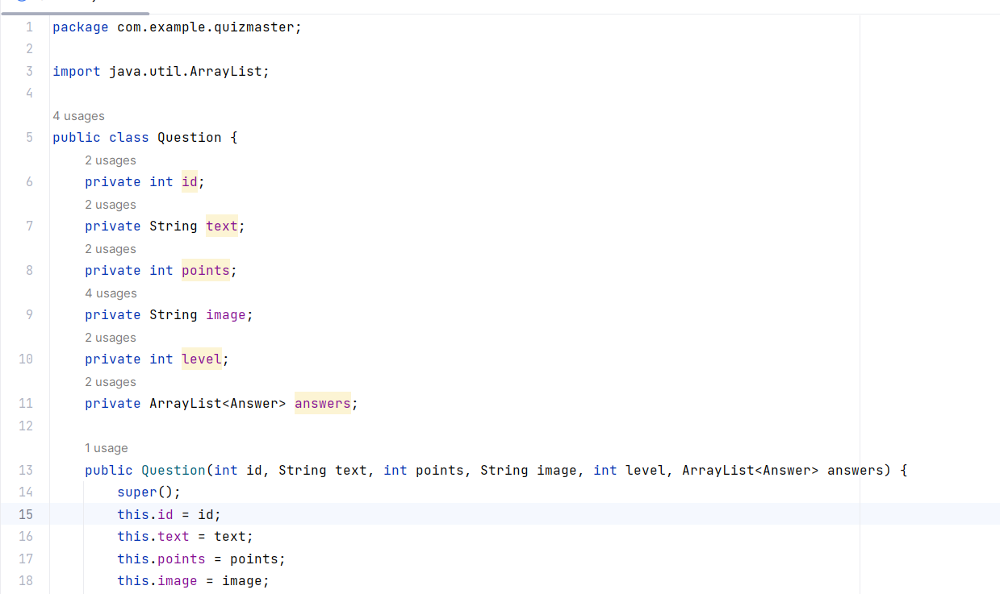 1 package com.example.quizmaster;
2
3 import java.util.ArrayList;
4
4 usages
5 public class Question {
2 usages
6 private int id;
2 usages
7 private String text;
2 usages
8 private int points;
4 usages
9 private String image;
2 usages
10 private int level;
2 usages
11 private ArrayList<Answer> answers;
12
1 usage
13 public Question(int id, String text, int points, String image, int level, ArrayList<Answer> answers) {
14 super();
15 this.id = id;
16 this.text = text;
17 this.points = points;
18 this.image = image;